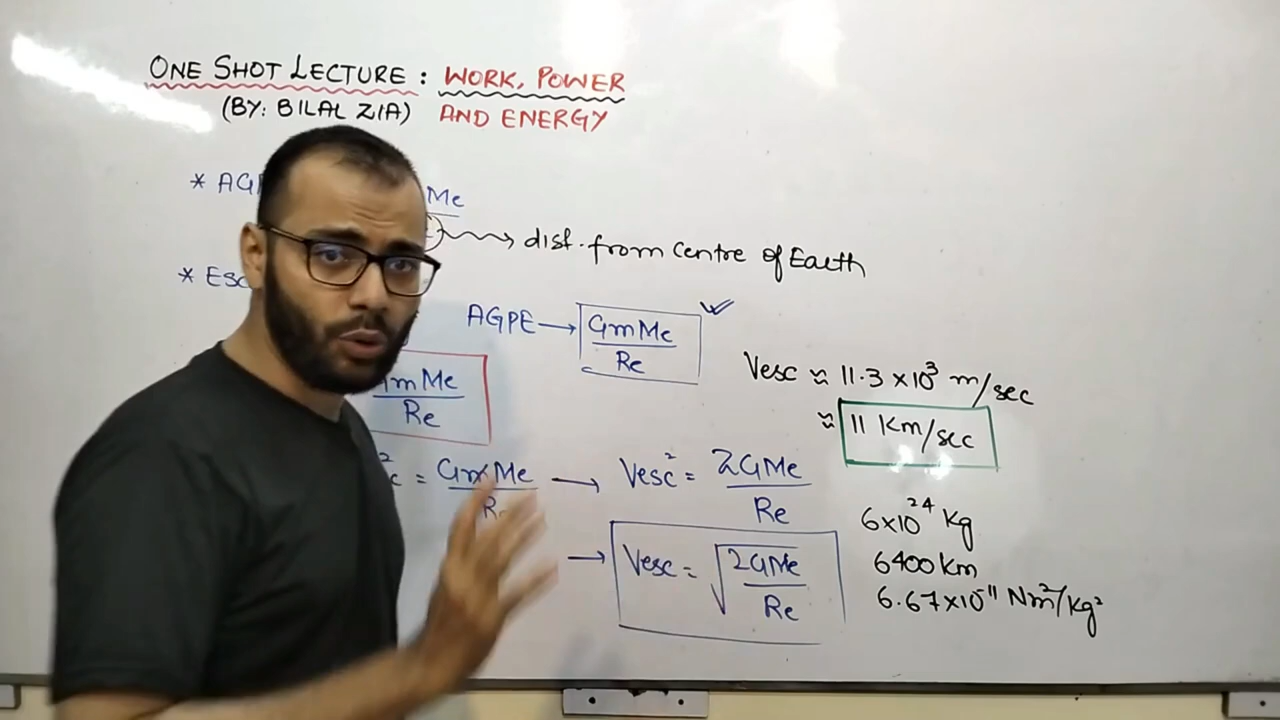 ONE SHOT LECTURE : WORK, POWER
(BY: BILAL ZIA) AND ENERGY
* AG Me
dist. from Centre of Earth
* Esc
AGPE → GmMe
Re
GmMe
Re
Vesc ≈ 11.3 × 10³ m/sec
≈ 11 Km/sec
² = GmMe → Vesc² = 2GMe
Re
6×10²⁴ Kg
→ Vesc = √2GMe
Re
6400 Km
6.67×10⁻¹¹ Nm²/Kg²